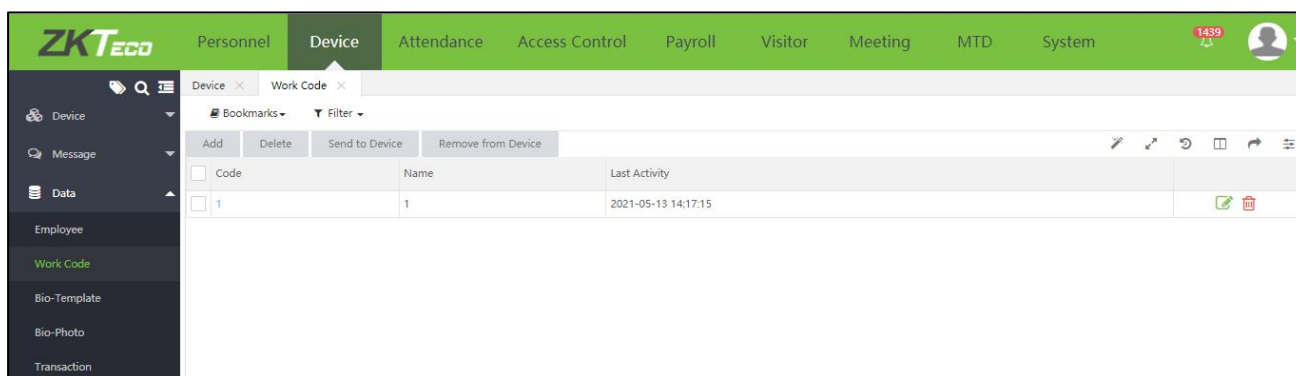 ZKTeco Personnel Device Attendance Access Control Payroll Visitor Meeting MTD System 1439
Device Work Code
Device
Bookmarks Filter
Message
Add Delete Send to Device Remove from Device
Code Name Last Activity
Data
1 1 2021-05-13 14:17:15
Employee
Work Code
Bio-Template
Bio-Photo
Transaction